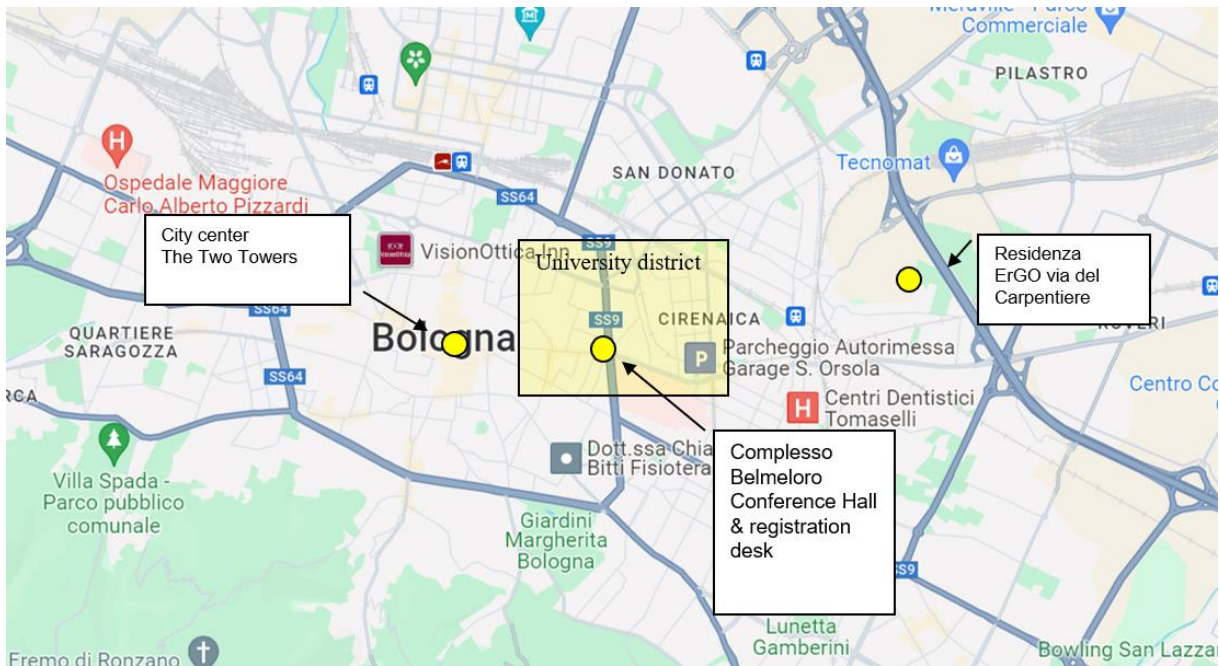 Meraville - Parco
Commerciale
PILASTRO
Ospedale Maggiore
Carlo Alberto Pizzardi
SAN DONATO
Tecnomat
SS64
City center
The Two Towers
VisionOttica Inn
SS9
University district
Residenza
ErGO via del
Carpentiere
SS64
QUARTIERE
SARAGOZZA
Bologna
SS9
CIRENAICA
ROVERI
P
Parcheggio Autorimessa
Garage S. Orsola
SS64
RCA
H
Centri Dentistici
Tomaselli
Centro Co
Villa Spada -
Parco pubblico
comunale
Dott.ssa Chia
Bitti Fisiotera
Complesso
Belmeloro
Conference Hall
& registration
desk
Giardini
Margherita
Bologna
SS9
Lunetta
Gamberini
Eremo di Ronzano
Bowling San Lazzar